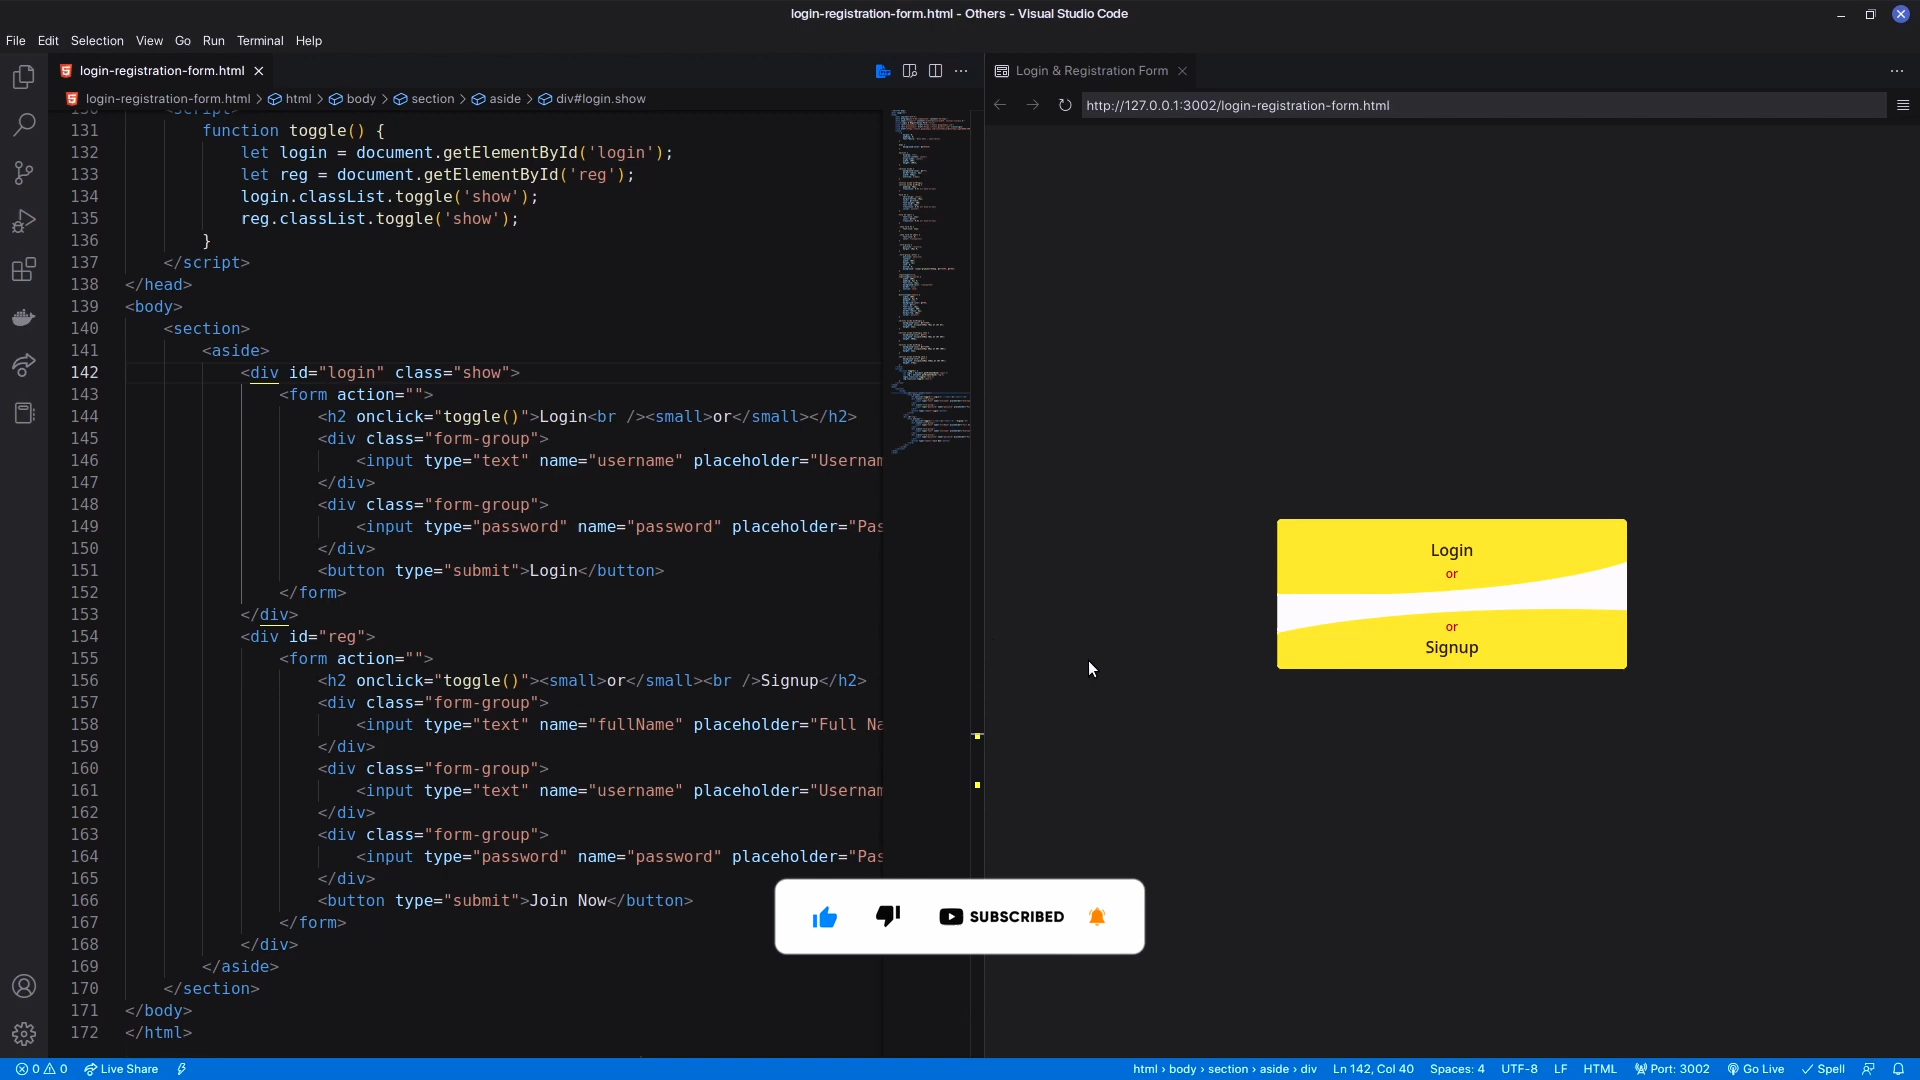 login-registration-form.html - Others - Visual Studio Code
File Edit Selection View Go Run Terminal Help
login-registration-form.html
Login & Registration Form
login-registration-form.html > html > body > section > aside > div#login.show
http://127.0.0.1:3002/login-registration-form.html
131 function toggle() {
132 let login = document.getElementById('login');
133 let reg = document.getElementById('reg');
134 login.classList.toggle('show');
135 reg.classList.toggle('show');
136 }
137 </script>
138 </head>
139 <body>
140 <section>
141 <aside>
142 <div id="login" class="show">
143 <form action="">
144 <h2 onclick="toggle()">Login<br /><small>or</small></h2>
145 <div class="form-group">
146 <input type="text" name="username" placeholder="Usernam
147 </div>
148 <div class="form-group">
149 <input type="password" name="password" placeholder="Pas
150 </div>
151 <button type="submit">Login</button>
152 </form>
153 </div>
154 <div id="reg">
155 <form action="">
156 <h2 onclick="toggle()"><small>or</small><br />Signup</h2>
157 <div class="form-group">
158 <input type="text" name="fullName" placeholder="Full Na
159 </div>
160 <div class="form-group">
161 <input type="text" name="username" placeholder="Usernam
162 </div>
163 <div class="form-group">
164 <input type="password" name="password" placeholder="Pas
165 </div>
166 <button type="submit">Join Now</button>
167 </form>
168 </div>
169 </aside>
170 </section>
171 </body>
172 </html>
Login
or
or
Signup
SUBSCRIBED
0 0 Live Share
html › body › section › aside › div Ln 142, Col 40 Spaces: 4 UTF-8 LF HTML Port: 3002 Go Live Spell